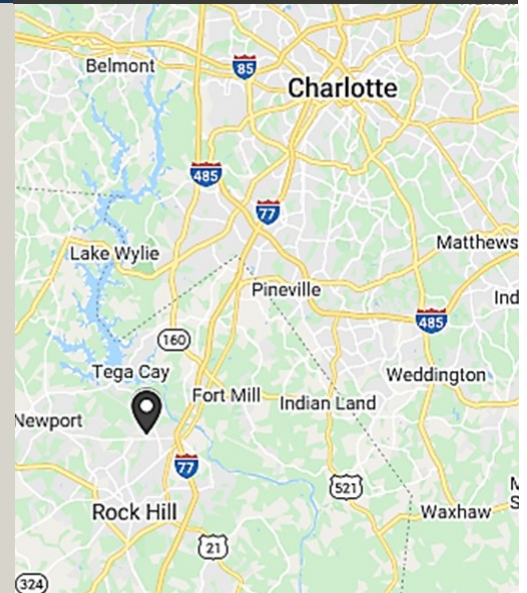 Belmont
85
Charlotte
485
77
Lake Wylie
Matthews
Pineville
Ind
485
160
Tega Cay
Weddington
Fort Mill
Indian Land
Newport
77
521
Rock Hill
Waxhaw
M
S
21
324